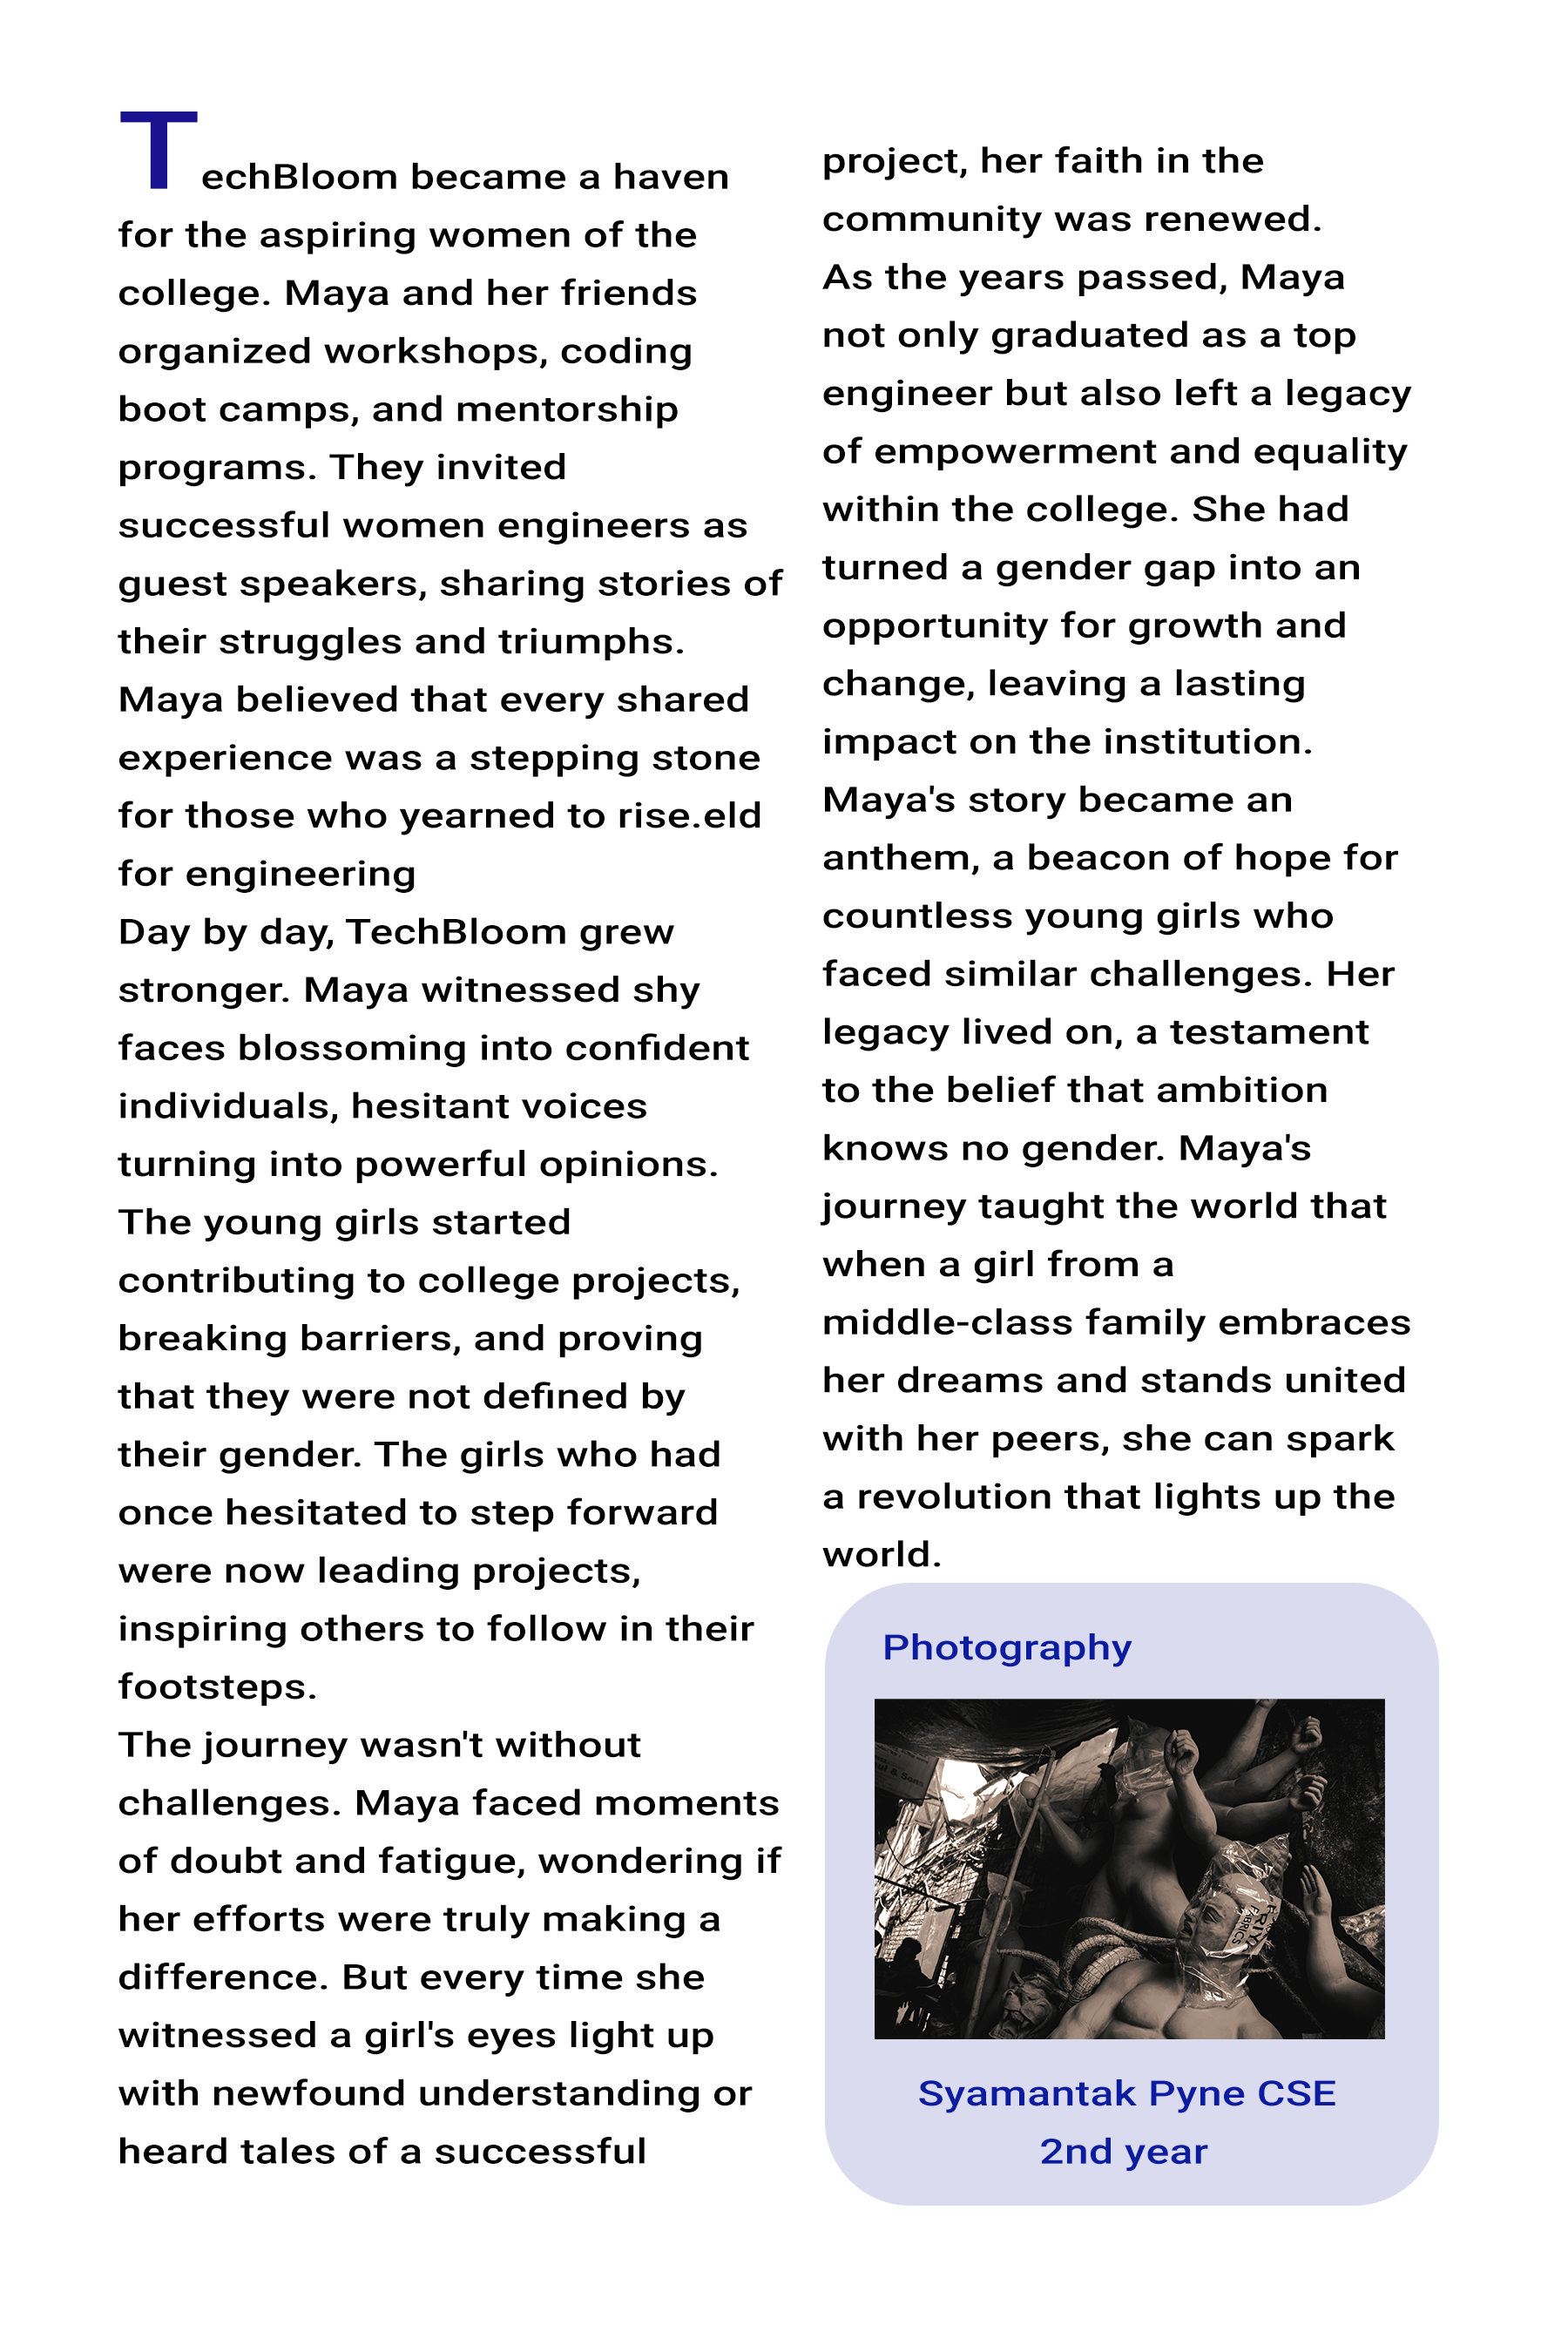 TechBloom became a haven
for the aspiring women of the
college. Maya and her friends
organized workshops, coding
boot camps, and mentorship
programs. They invited
successful women engineers as
guest speakers, sharing stories of
their struggles and triumphs.
Maya believed that every shared
experience was a stepping stone
for those who yearned to rise.eld
for engineering
Day by day, TechBloom grew
stronger. Maya witnessed shy
faces blossoming into confident
individuals, hesitant voices
turning into powerful opinions.
The young girls started
contributing to college projects,
breaking barriers, and proving
that they were not defined by
their gender. The girls who had
once hesitated to step forward
were now leading projects,
inspiring others to follow in their
footsteps.
The journey wasn't without
challenges. Maya faced moments
of doubt and fatigue, wondering if
her efforts were truly making a
difference. But every time she
witnessed a girl's eyes light up
with newfound understanding or
heard tales of a successful
project, her faith in the
community was renewed.
As the years passed, Maya
not only graduated as a top
engineer but also left a legacy
of empowerment and equality
within the college. She had
turned a gender gap into an
opportunity for growth and
change, leaving a lasting
impact on the institution.
Maya's story became an
anthem, a beacon of hope for
countless young girls who
faced similar challenges. Her
legacy lived on, a testament
to the belief that ambition
knows no gender. Maya's
journey taught the world that
when a girl from a
middle-class family embraces
her dreams and stands united
with her peers, she can spark
a revolution that lights up the
world.
Photography
& Sons
FABRICS
Syamantak Pyne CSE
2nd year